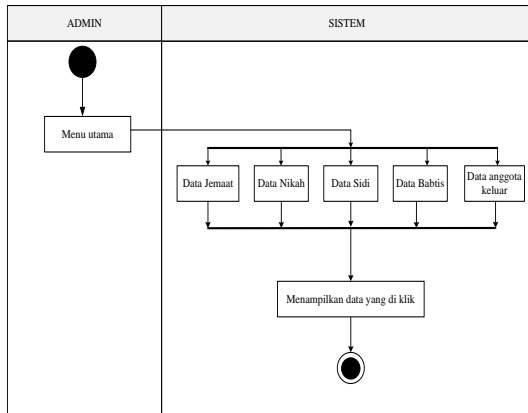 ADMIN
SISTEM
Menu utama
Data Jemaat
Data Nikah
Data Sidi
Data Babtis
Data anggota
keluar
Menampilkan data yang di klik